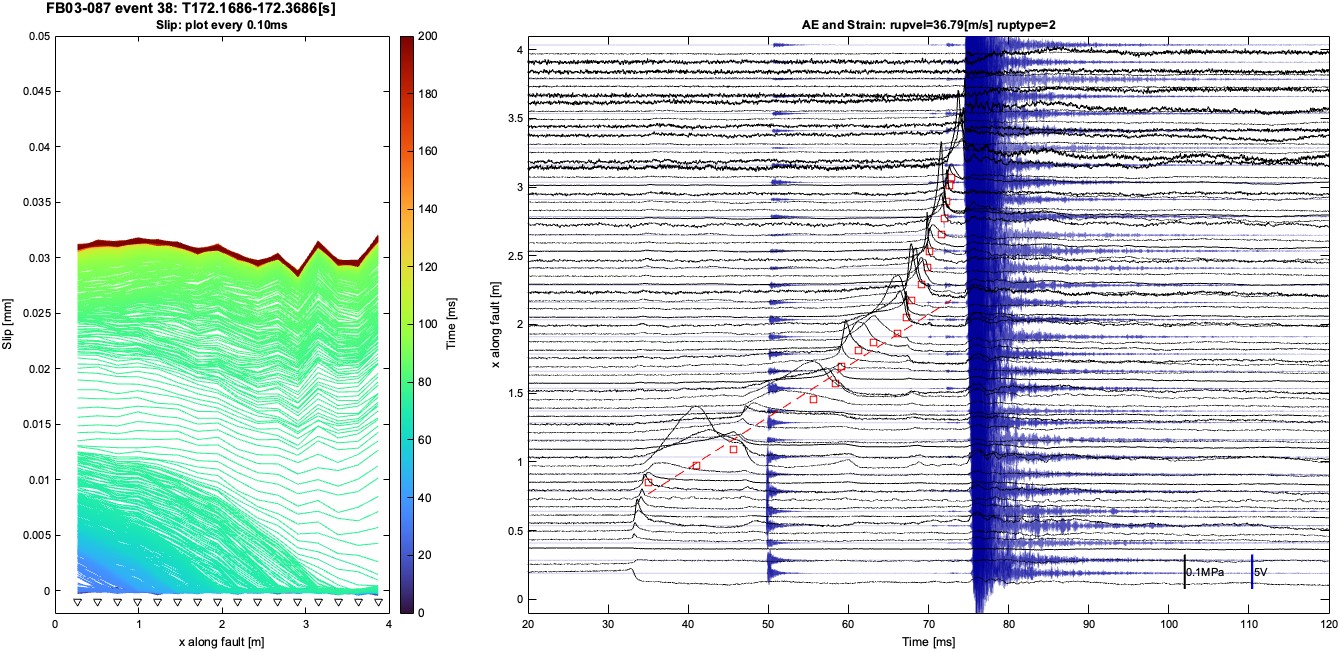 FB03-087 event 38: T172.1686-172.3686[s]
Slip: plot every 0.10ms
0.05
0.045
0.04
0.035
0.03
0.025
0.02
0.015
0.01
0.005
0
Slip [mm]
0 1 2 3 4
x along fault [m]
200
180
160
140
120
100
80
60
40
20
0
Time [ms]
AE and Strain: rupvel=36.79[m/s] ruptype=2
4
3.5
3
2.5
2
1.5
1
0.5
0
x along fault [m]
0.1MPa 5V
20 30 40 50 60 70 80 90 100 110 120
Time [ms]